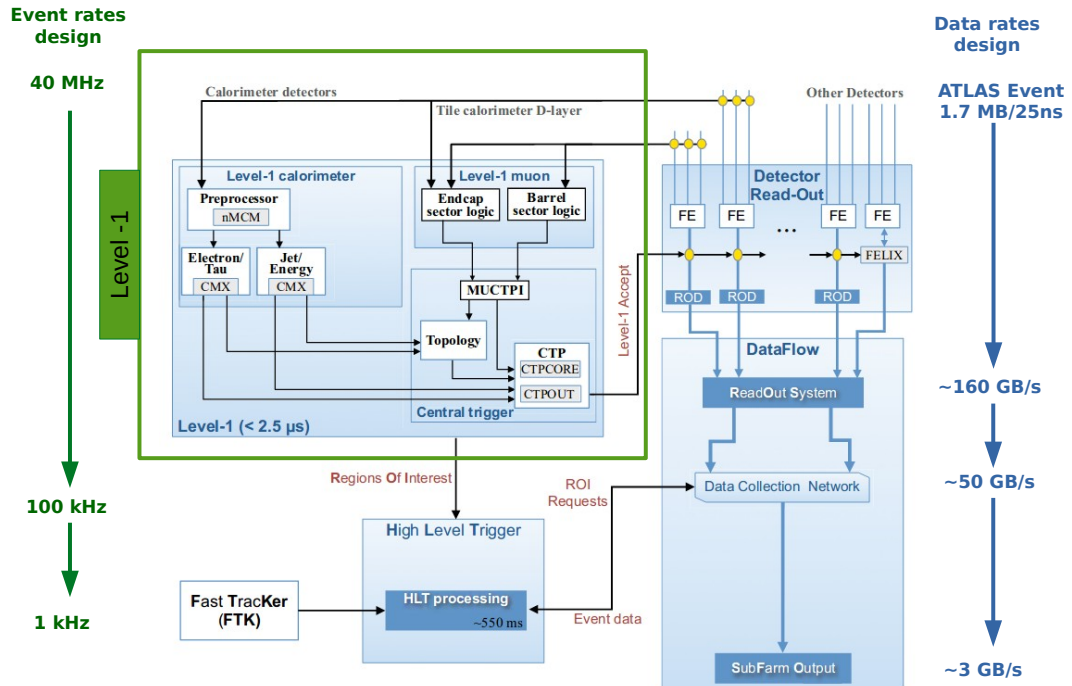 Event rates
design
40 MHz
100 kHz
1 kHz
Level -1
Calorimeter detectors
Tile calorimeter D-layer
Level-1 calorimeter
Preprocessor
nMCM
Electron/
Tau
CMX
Jet/
Energy
CMX
Level-1 muon
Endcap
sector logic
Barrel
sector logic
MUCTPI
Topology
CTP
CTPCORE
CTPOUT
Central trigger
Level-1 (< 2.5 μs)
Level-1 Accept
Regions Of Interest
High Level Trigger
HLT processing
~550 ms
Fast TracKer
(FTK)
ROI
Requests
Event data
Other Detectors
Detector
Read-Out
FE
FE
...
FE
FE
FELIX
ROD
ROD
ROD
DataFlow
ReadOut System
Data Collection Network
SubFarm Output
Data rates
design
ATLAS Event
1.7 MB/25ns
~160 GB/s
~50 GB/s
~3 GB/s